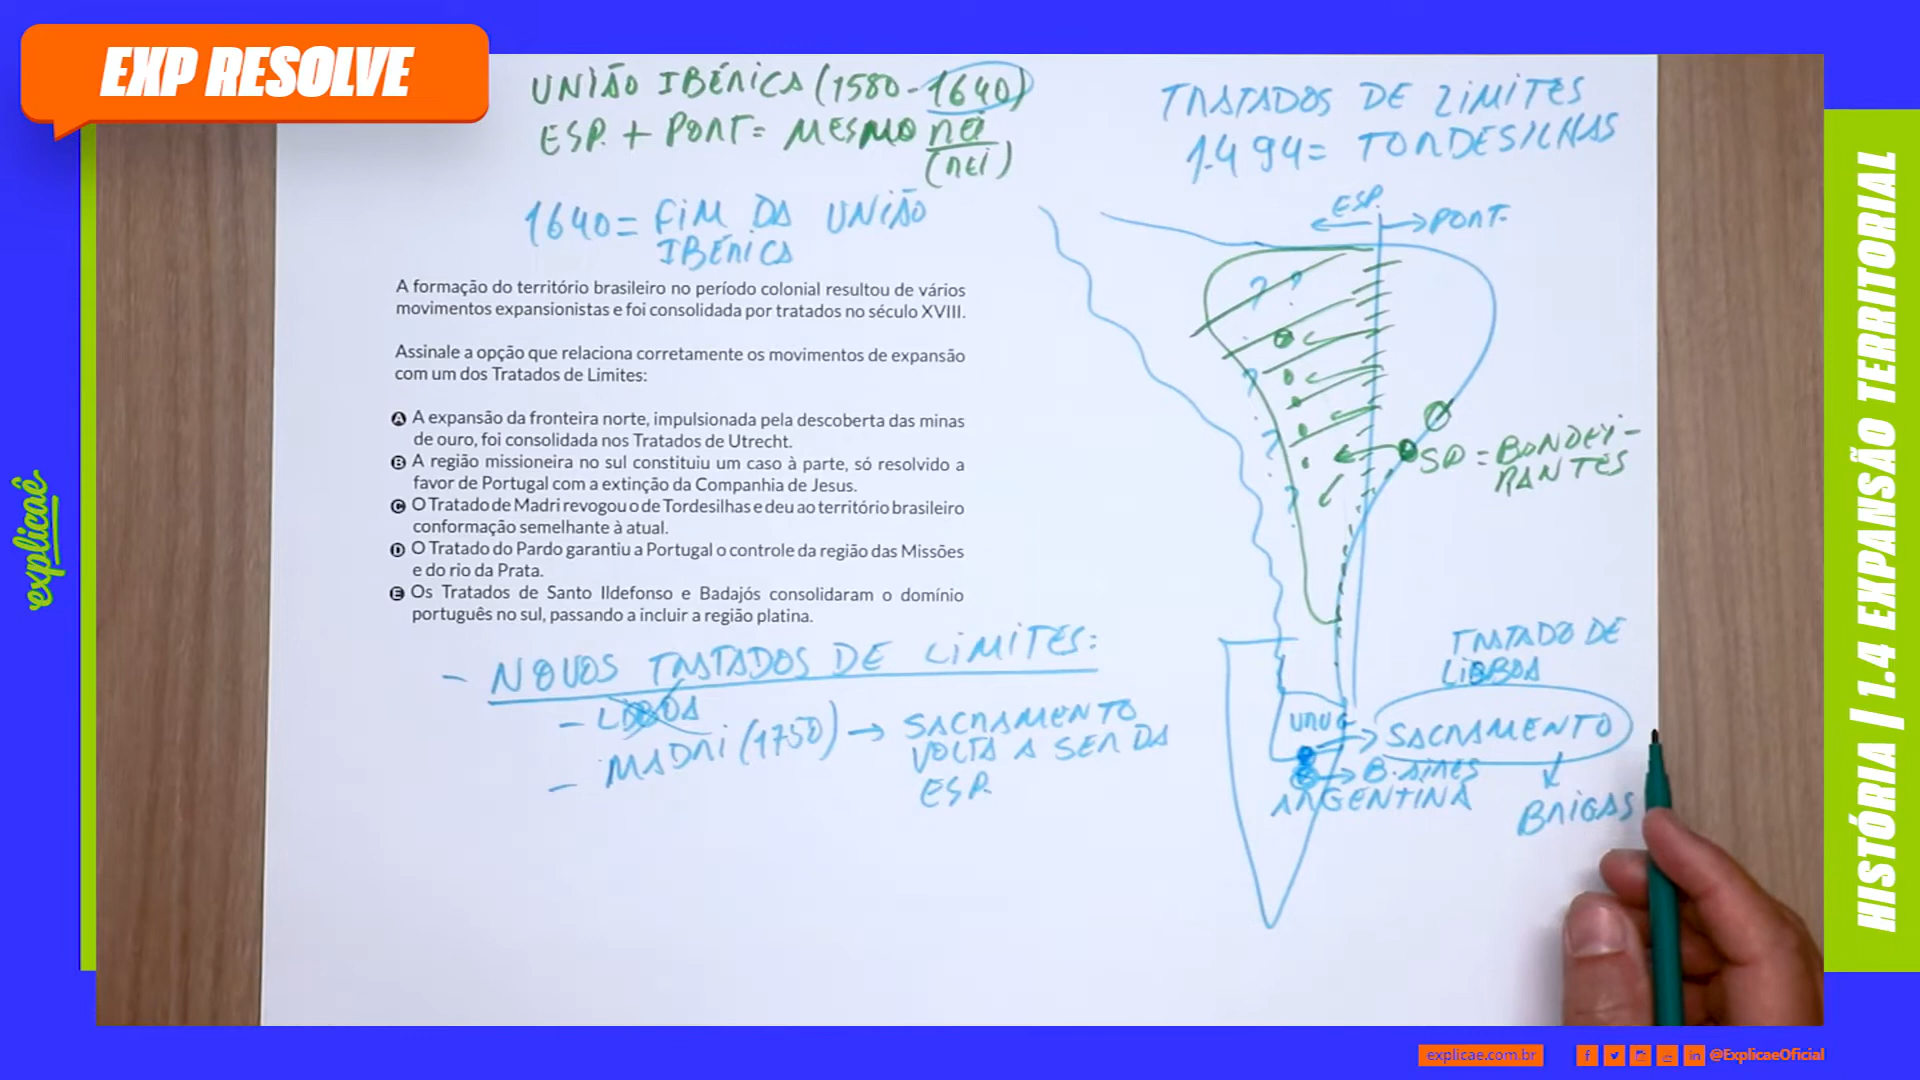 EXP RESOLVE
UNIÃO IBÉRICA (1580-1640)
ESP. + PORT = MESMO REI
(REI)
1640 = FIM DA UNIÃO
IBÉRICA
TRATADOS DE LIMITES
1494 = TORDESILHAS
ESP.
PORT.
A formação do território brasileiro no período colonial resultou de vários
movimentos expansionistas e foi consolidada por tratados no século XVIII.
Assinale a opção que relaciona corretamente os movimentos de expansão
com um dos Tratados de Limites:
A A expansão da fronteira norte, impulsionada pela descoberta das minas
de ouro, foi consolidada nos Tratados de Utrecht.
B A região missioneira no sul constituiu um caso à parte, só resolvido a
favor de Portugal com a extinção da Companhia de Jesus.
C O Tratado de Madri revogou o de Tordesilhas e deu ao território brasileiro
conformação semelhante à atual.
D O Tratado do Pardo garantiu a Portugal o controle da região das Missões
e do rio da Prata.
E Os Tratados de Santo Ildefonso e Badajós consolidaram o domínio
português no sul, passando a incluir a região platina.
? ?
?
?
?
SP = BANDEI-
RANTES
- NOVOS TRATADOS DE LIMITES:
- MADRI (1750) → SACRAMENTO
VOLTA A SER DA
ESP.
TRATADO DE
LISBOA
URUG
SACRAMENTO
B. AIRES
ARGENTINA
BRIGAS
explicaê
HISTÓRIA | 1.4 EXPANSÃO TERRITORIAL
explicae.com.br
@ExplicaeOficial